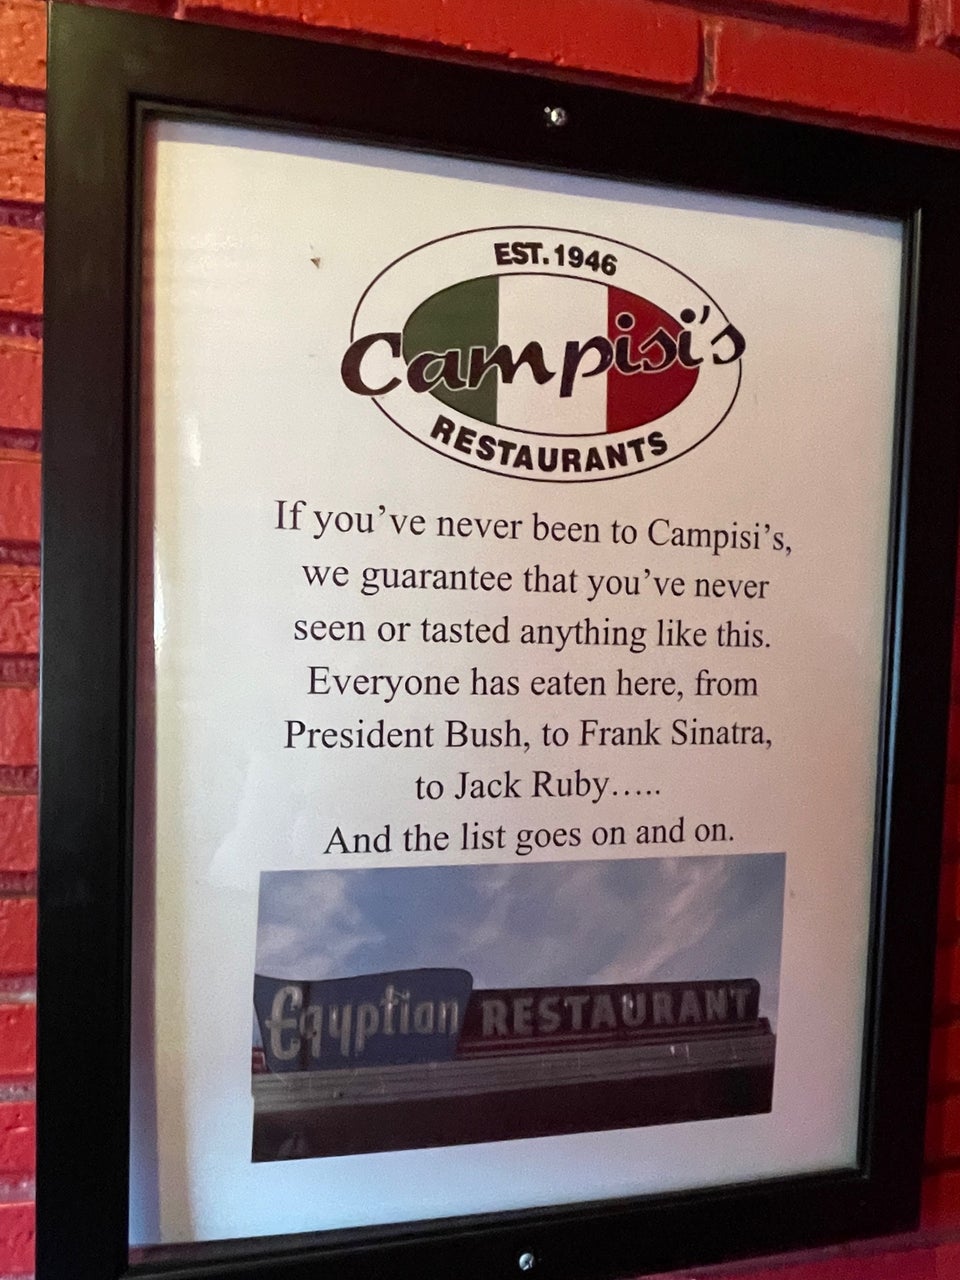 EST. 1946
Campisi's
RESTAURANTS
If you've never been to Campisi's,
we guarantee that you've never
seen or tasted anything like this.
Everyone has eaten here, from
President Bush, to Frank Sinatra,
to Jack Ruby.....
And the list goes on and on.
Egyptian RESTAURANT